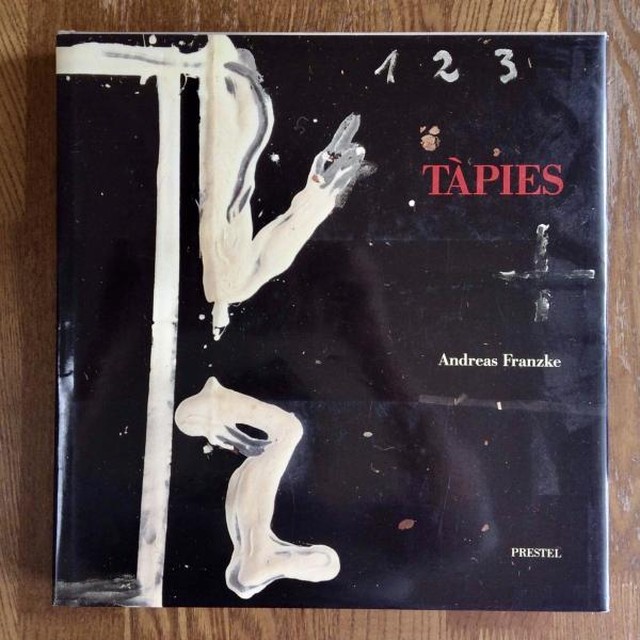 1 2 3
TÀPIES
Andreas Franzke
PRESTEL